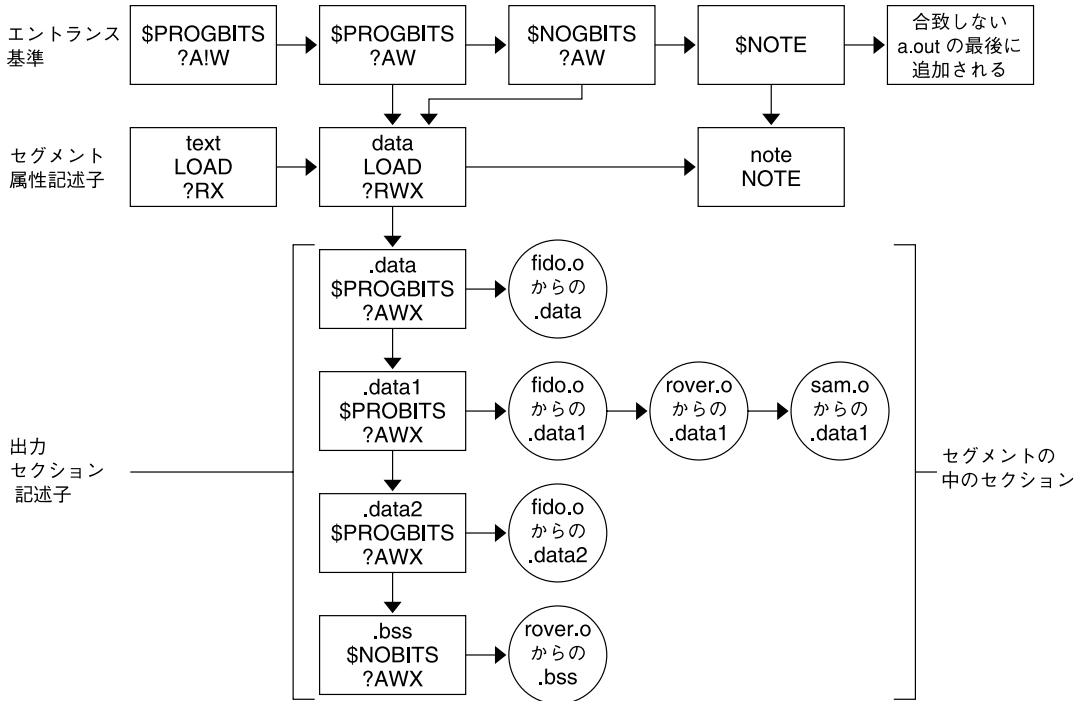 エントランス
基準
$PROGBITS
?A!W
$PROGBITS
?AW
$NOGBITS
?AW
$NOTE
合致しない
a.out の最後に
追加される
セグメント
属性記述子
text
LOAD
?RX
data
LOAD
?RWX
note
NOTE
.data
$PROGBITS
?AWX
fido.o
からの
.data
.data1
$PROBITS
?AWX
fido.o
からの
.data1
rover.o
からの
.data1
sam.o
からの
.data1
出力
セクション
記述子
セグメントの
中のセクション
.data2
$PROGBITS
?AWX
fido.o
からの
.data2
.bss
$NOBITS
?AWX
rover.o
からの
.bss